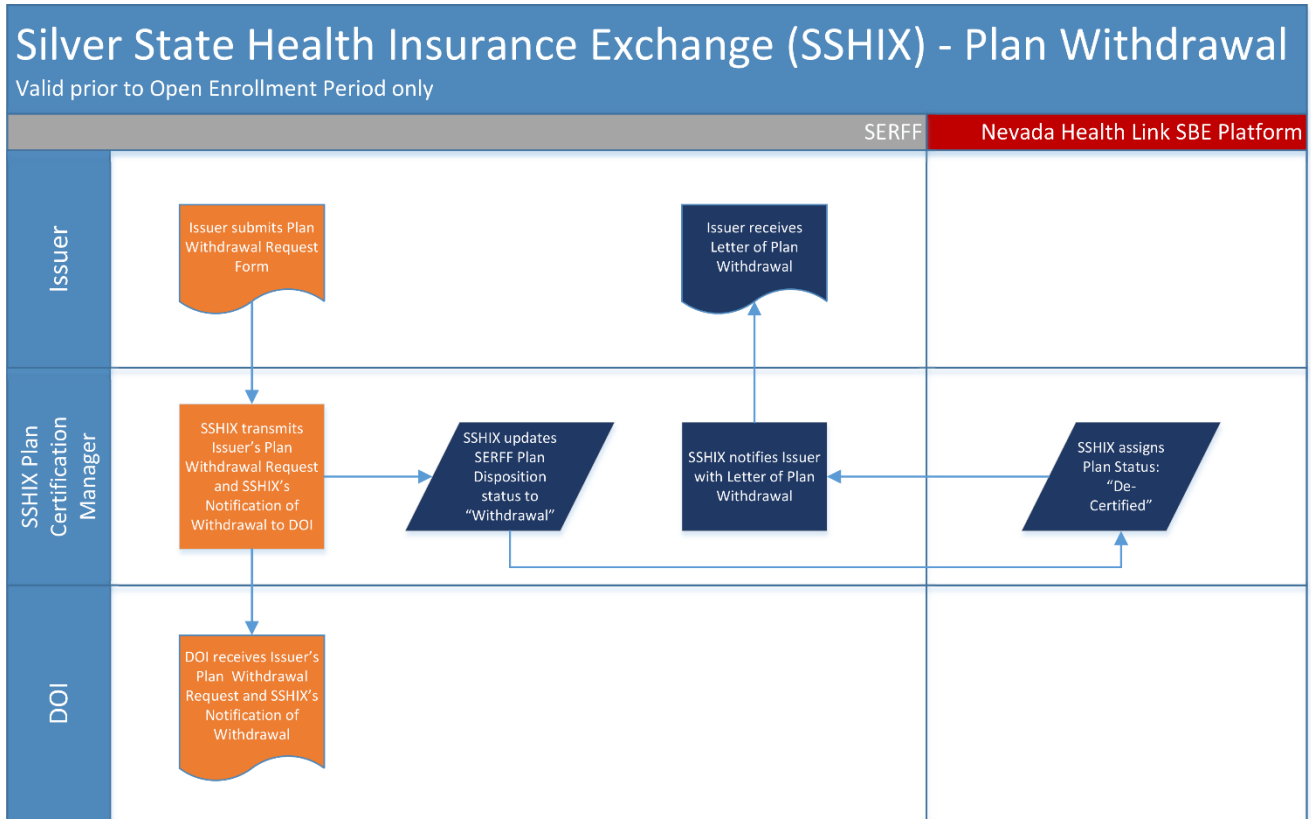 Silver State Health Insurance Exchange (SSHIX) - Plan Withdrawal
Valid prior to Open Enrollment Period only
SERFF
Nevada Health Link SBE Platform
Issuer
Issuer submits Plan
Withdrawal Request
Form
Issuer receives
Letter of Plan
Withdrawal
SSHIX Plan
Certification
Manager
SSHIX transmits
Issuer’s Plan
Withdrawal Request
and SSHIX’s
Notification of
Withdrawal to DOI
SSHIX updates
SERFF Plan
Disposition
status to
“Withdrawal”
SSHIX notifies Issuer
with Letter of Plan
Withdrawal
SSHIX assigns
Plan Status:
“De-
Certified”
DOI
DOI receives Issuer’s
Plan Withdrawal
Request and SSHIX’s
Notification of
Withdrawal